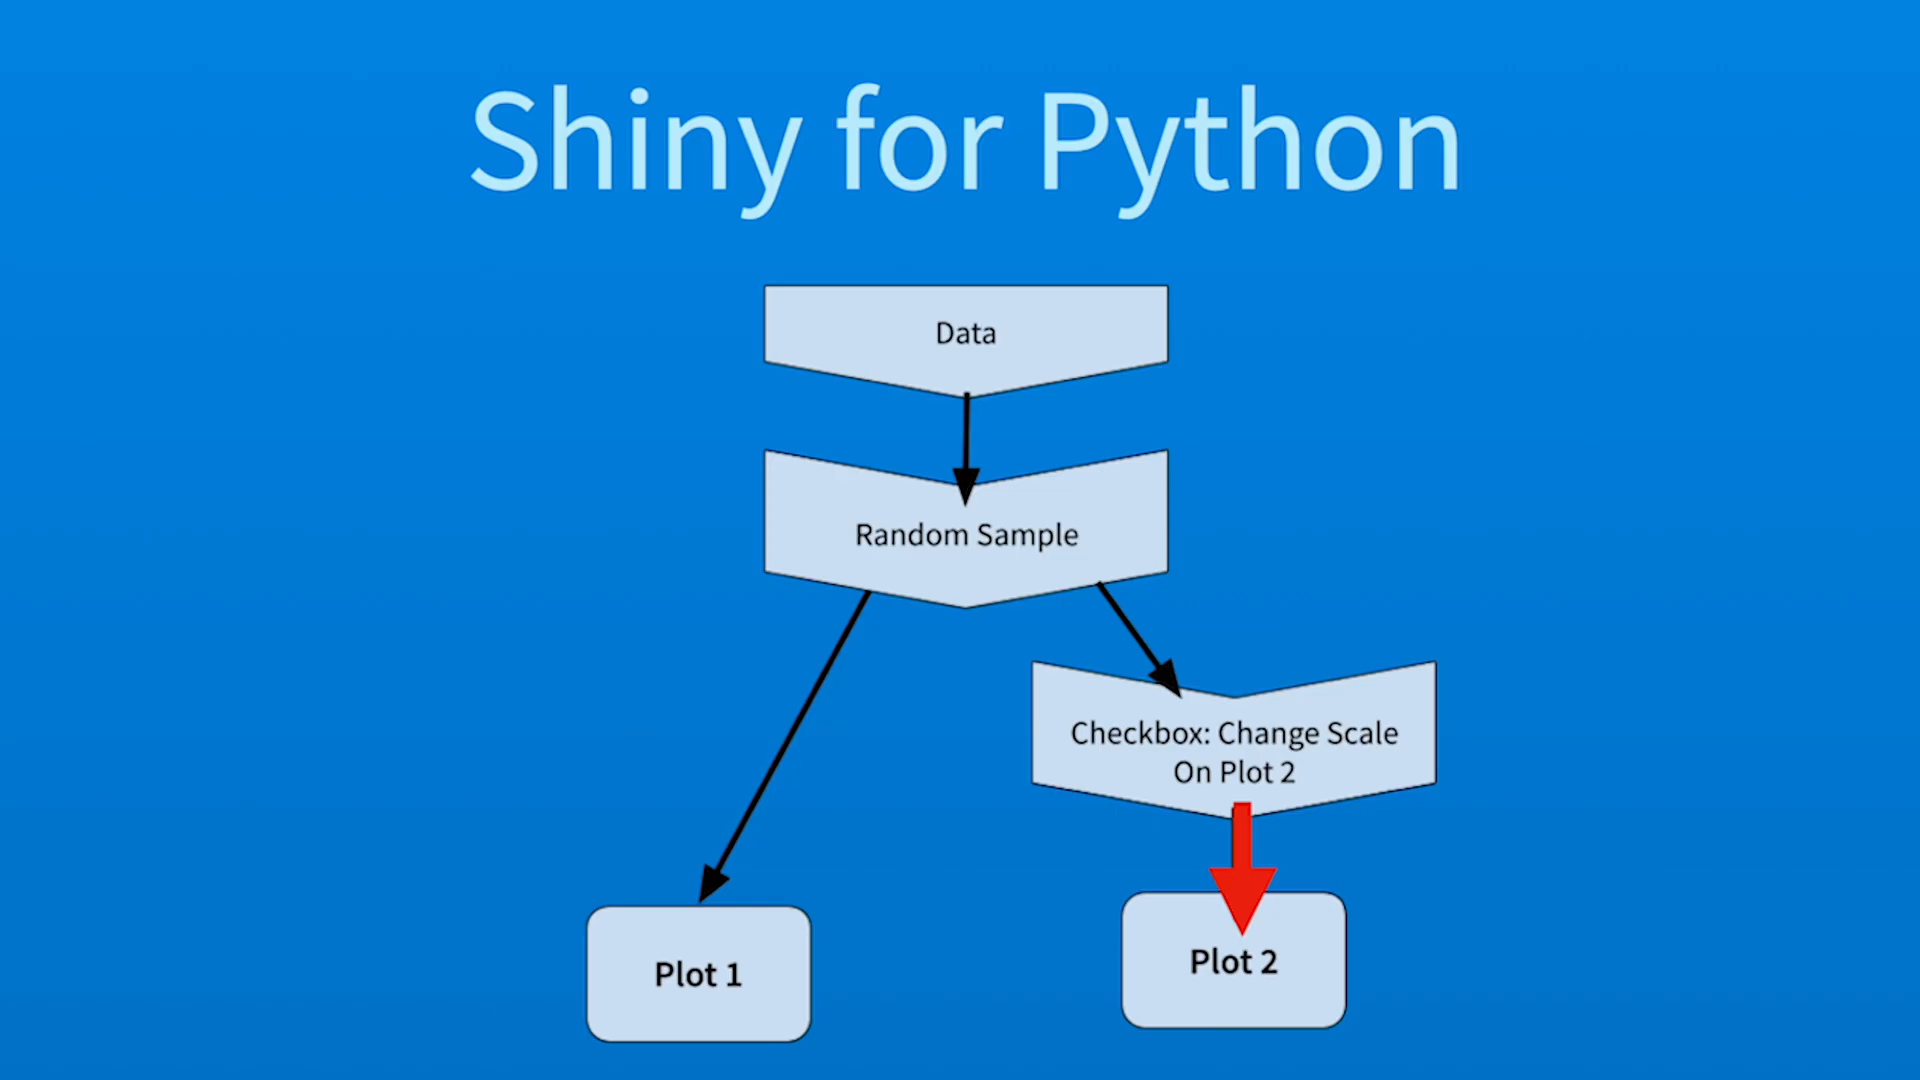 Shiny for Python
Data
Random Sample
Checkbox: Change Scale
On Plot 2
Plot 1
Plot 2